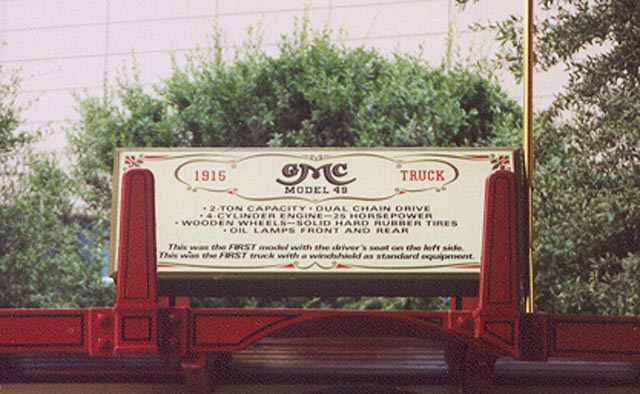 1915 GMC TRUCK
MODEL 49
• 2-TON CAPACITY • DUAL CHAIN DRIVE
• 4-CYLINDER ENGINE—25 HORSEPOWER
• WOODEN WHEELS—SOLID HARD RUBBER TIRES
• OIL LAMPS FRONT AND REAR
This was the FIRST model with the driver's seat on the left side.
This was the FIRST truck with a windshield as standard equipment.